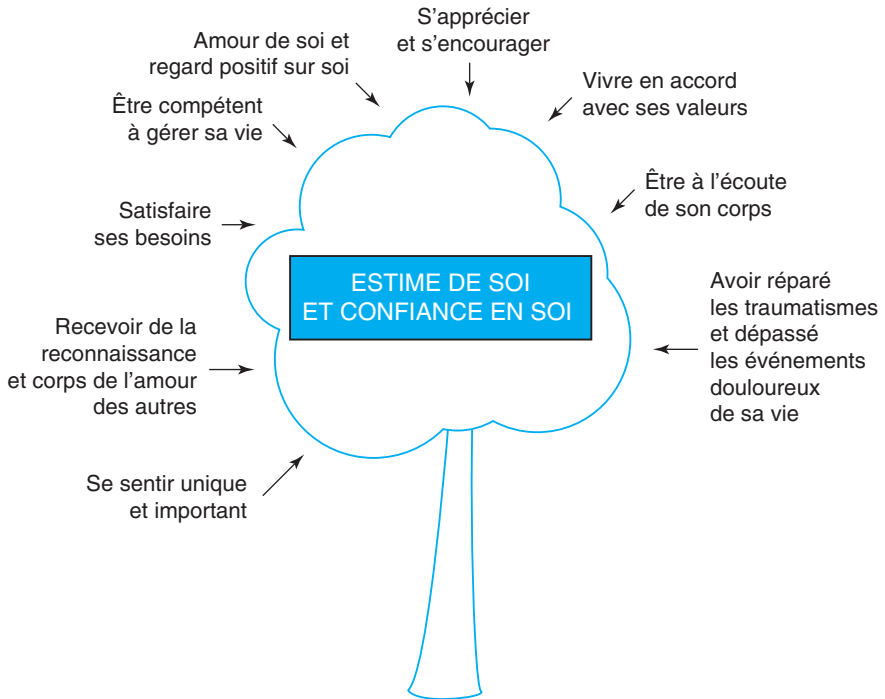 S’apprécier
et s’encourager
Amour de soi et
regard positif sur soi
Vivre en accord
avec ses valeurs
Être compétent
à gérer sa vie
Être à l’écoute
de son corps
Satisfaire
ses besoins
ESTIME DE SOI
ET CONFIANCE EN SOI
Avoir réparé
les traumatismes
et dépassé
les événements
douloureux
de sa vie
Recevoir de la
reconnaissance
et corps de l’amour
des autres
Se sentir unique
et important